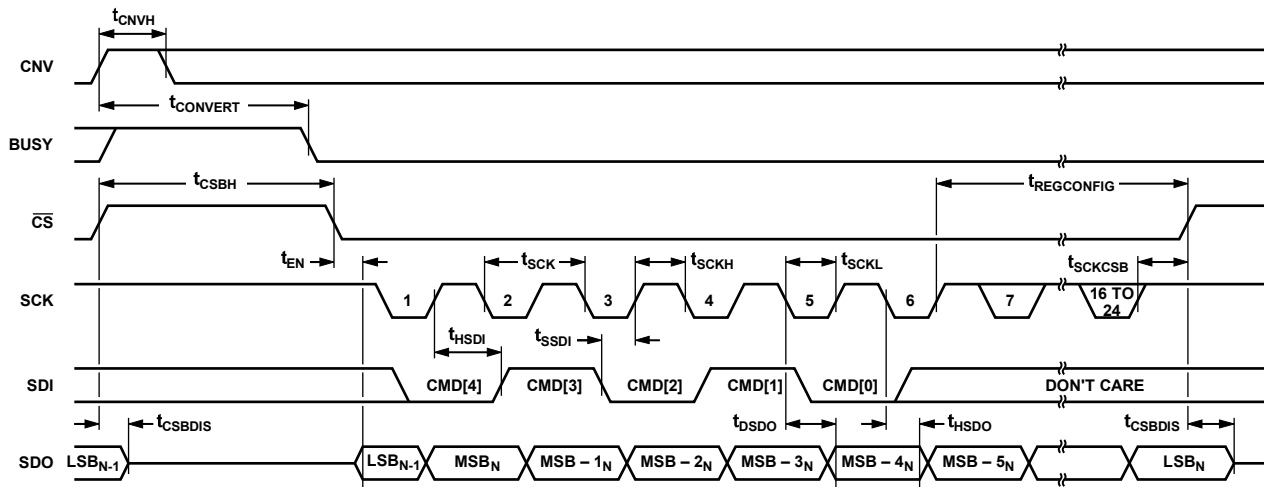 tCNVH
CNV
tCONVERT
BUSY
tCSBH
tREGCONFIG
CS
tEN
tSCK
tSCKH
tSCKL
tSCKCSB
SCK
1
2
3
4
5
6
7
16 TO
24
tHSDI
tSSDI
SDI
CMD[4]
CMD[3]
CMD[2]
CMD[1]
CMD[0]
DON'T CARE
tCSBDIS
tDSDO
tHSDO
tCSBDIS
SDO
LSBN-1
LSBN-1
MSBN
MSB – 1N
MSB – 2N
MSB – 3N
MSB – 4N
MSB – 5N
LSBN